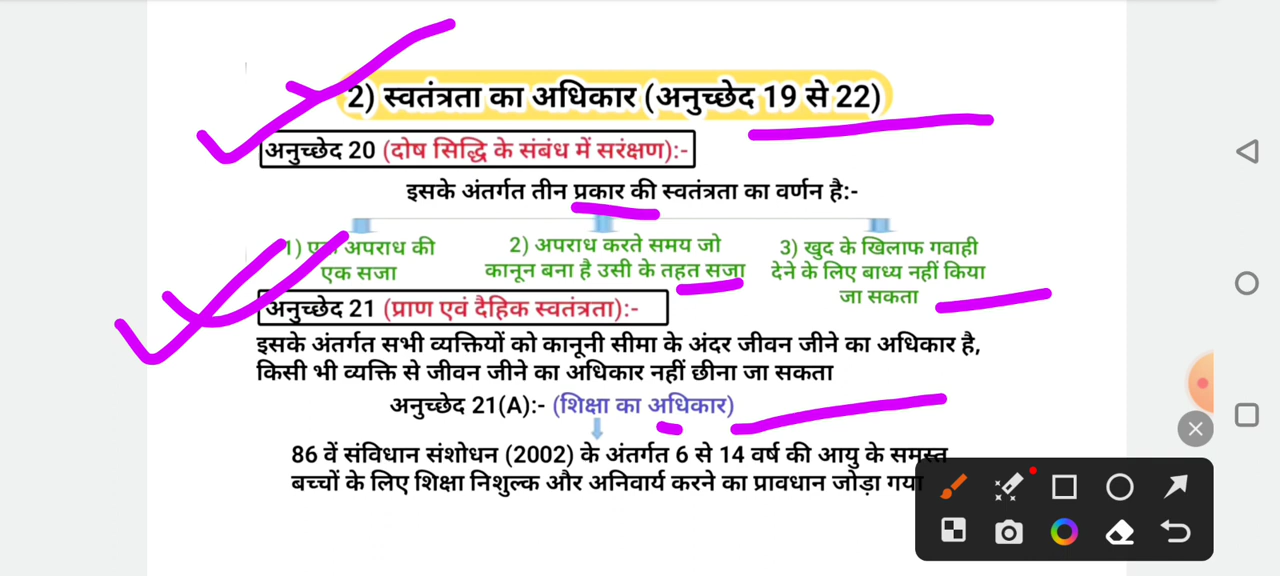 2) स्वतंत्रता का अधिकार (अनुच्छेद 19 से 22)
अनुच्छेद 20 (दोष सिद्धि के संबंध में सरंक्षण):-
इसके अंतर्गत तीन प्रकार की स्वतंत्रता का वर्णन है:-
1) एक अपराध की
एक सजा
2) अपराध करते समय जो
कानून बना है उसी के तहत सजा
3) खुद के खिलाफ गवाही
देने के लिए बाध्य नहीं किया
जा सकता
अनुच्छेद 21 (प्राण एवं दैहिक स्वतंत्रता):-
इसके अंतर्गत सभी व्यक्तियों को कानूनी सीमा के अंदर जीवन जीने का अधिकार है,
किसी भी व्यक्ति से जीवन जीने का अधिकार नहीं छीना जा सकता
अनुच्छेद 21(A):- (शिक्षा का अधिकार)
86 वें संविधान संशोधन (2002) के अंतर्गत 6 से 14 वर्ष की आयु के समस्त
बच्चों के लिए शिक्षा निशुल्क और अनिवार्य करने का प्रावधान जोड़ा गया